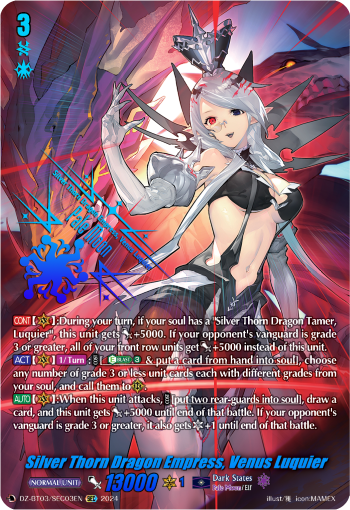 3
CONT【】:During your turn, if your soul has a "Silver Thorn Dragon Tamer,
Luquier", this unit gets +5000. If your opponent's vanguard is grade
3 or greater, all of your front row units get +5000 instead of this unit.
ACT【】1/Turn:[ 3 & put a card from hand into soul], choose
any number of grade 3 or less unit cards each with different grades from
your soul, and call them to.
AUTO【】:When this unit attacks, [put two rear-guards into soul], draw a
card, and this unit gets +5000 until end of that battle. If your opponent's
vanguard is grade 3 or greater, it also gets +1 until end of that battle.
Silver Thorn Dragon Empress, Venus Luquier
〈NORMAL UNIT〉 13000 1 Dark States
Elf
DZ-BT03/SEC03EN 2024 illust/ icon:MAMEX